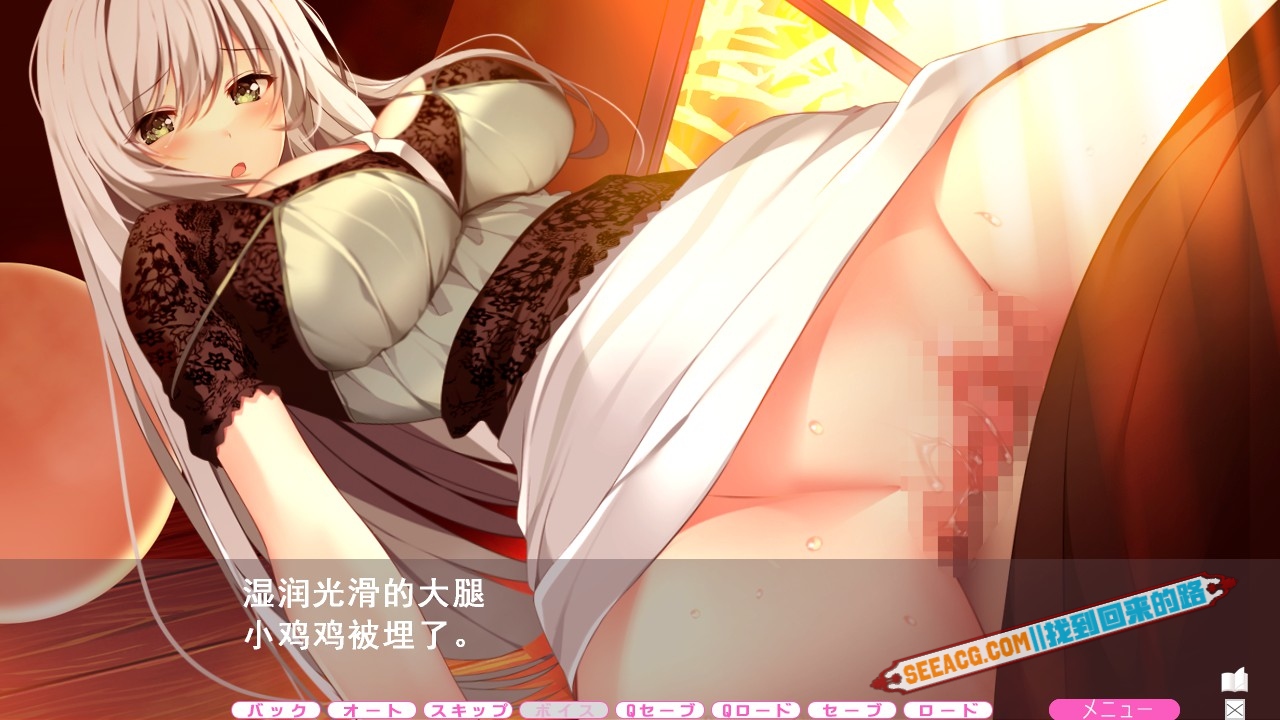 湿润光滑的大腿
小鸡鸡被埋了。
SEEACG.COM||找到回来的路
バック オート スキップ ボイス Qセーブ Qロード セーブ ロード メニュー